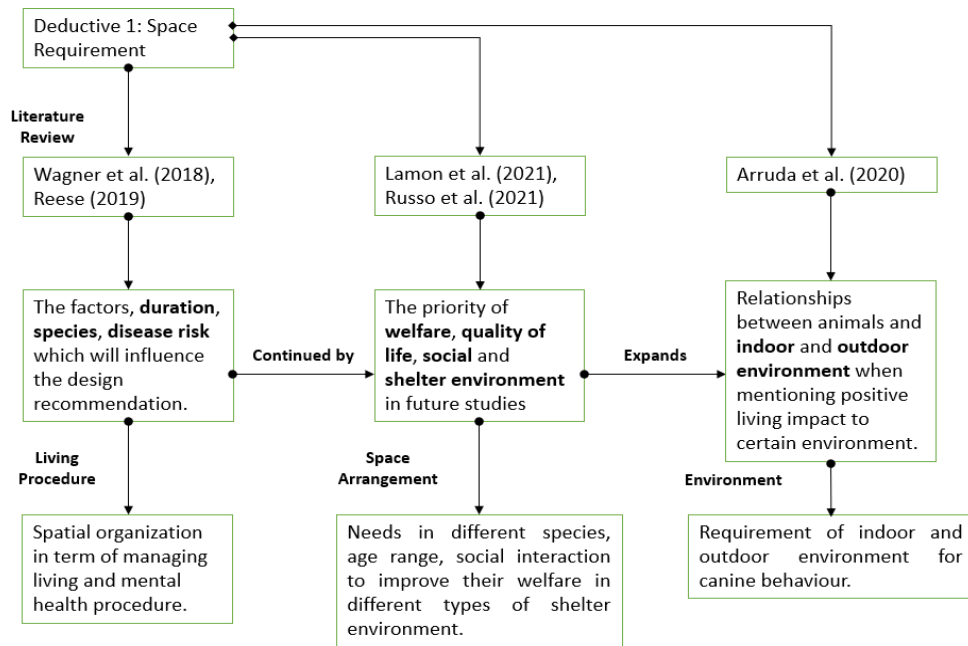 Deductive 1: Space
Requirement
Literature
Review
Wagner et al. (2018),
Reese (2019)
Lamon et al. (2021),
Russo et al. (2021)
Arruda et al. (2020)
The factors, duration,
species, disease risk
which will influence
the design
recommendation.
Continued by
The priority of
welfare, quality of
life, social and
shelter environment
in future studies
Expands
Relationships
between animals and
indoor and outdoor
environment when
mentioning positive
living impact to
certain environment.
Living
Procedure
Space
Arrangement
Environment
Spatial organization
in term of managing
living and mental
health procedure.
Needs in different species,
age range, social interaction
to improve their welfare in
different types of shelter
environment.
Requirement of indoor and
outdoor environment for
canine behaviour.